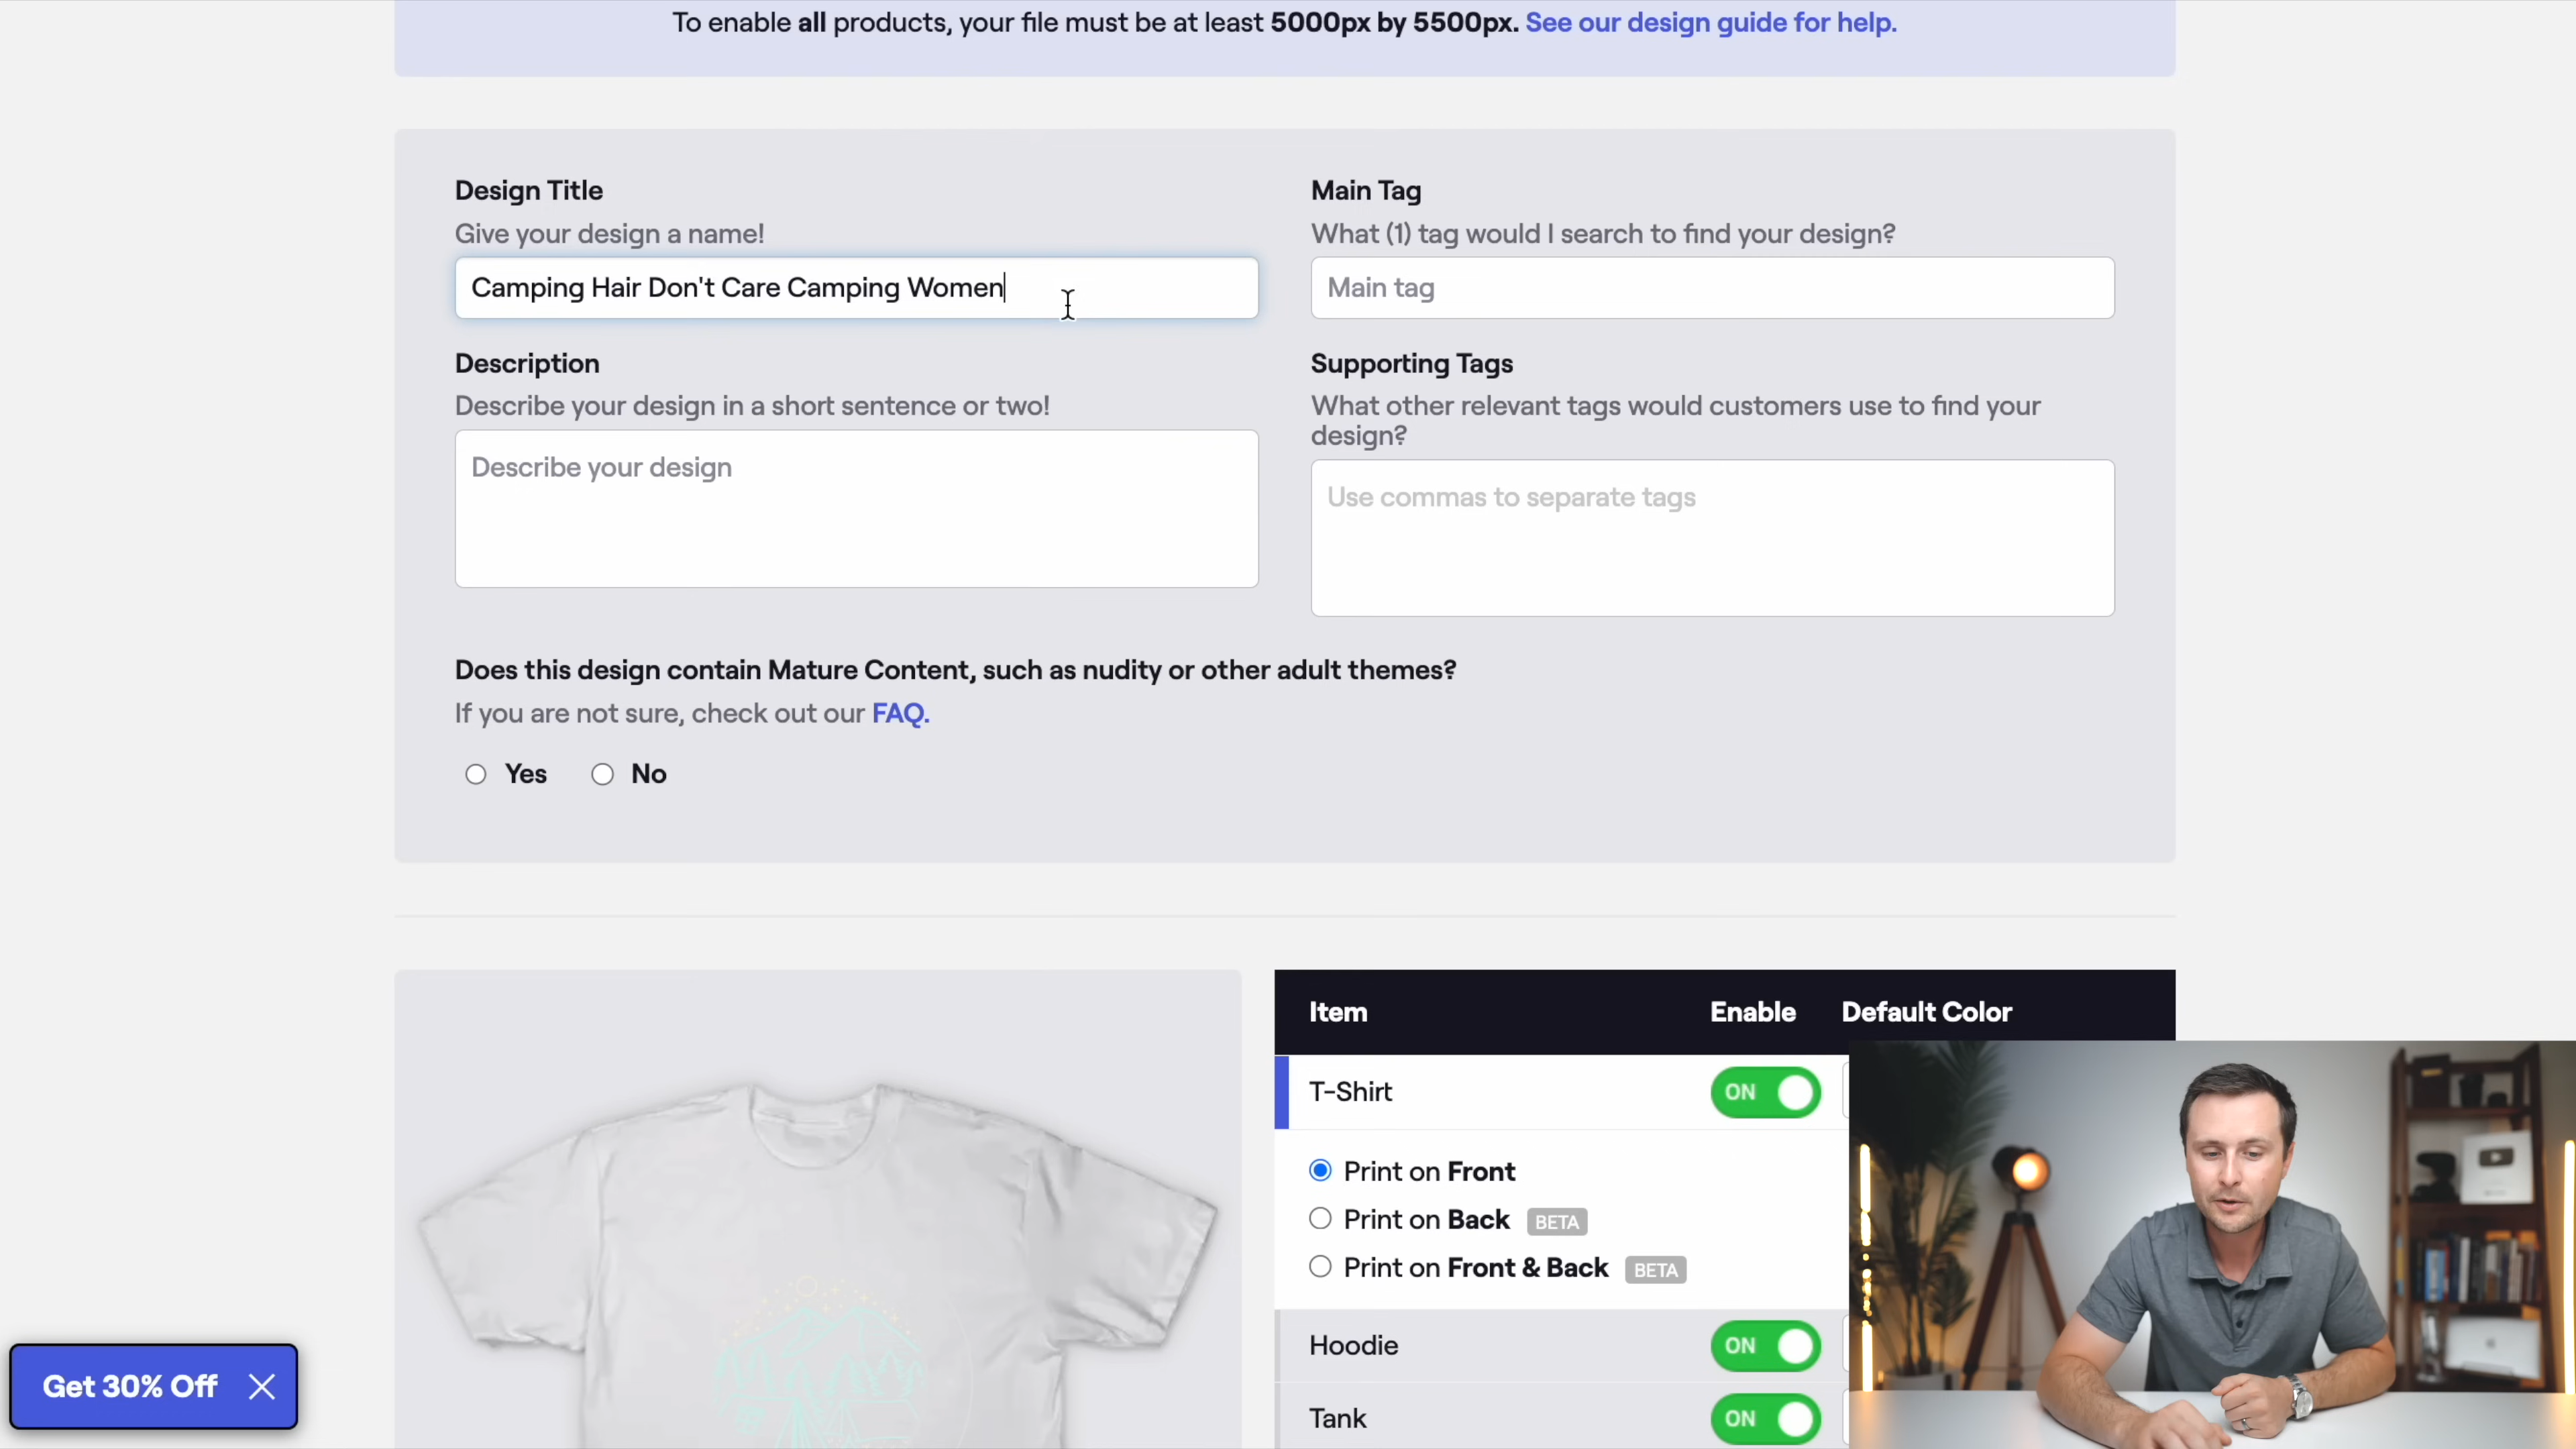 To enable all products, your file must be at least 5000px by 5500px. See our design guide for help.
Design Title
Give your design a name!
Camping Hair Don't Care Camping Women
Main Tag
What (1) tag would I search to find your design?
Main tag
Description
Describe your design in a short sentence or two!
Describe your design
Supporting Tags
What other relevant tags would customers use to find your
design?
Use commas to separate tags
Does this design contain Mature Content, such as nudity or other adult themes?
If you are not sure, check out our FAQ.
Yes No
Item Enable Default Color
T-Shirt ON
Print on Front
Print on Back BETA
Print on Front & Back BETA
Hoodie ON
Tank ON
Get 30% Off